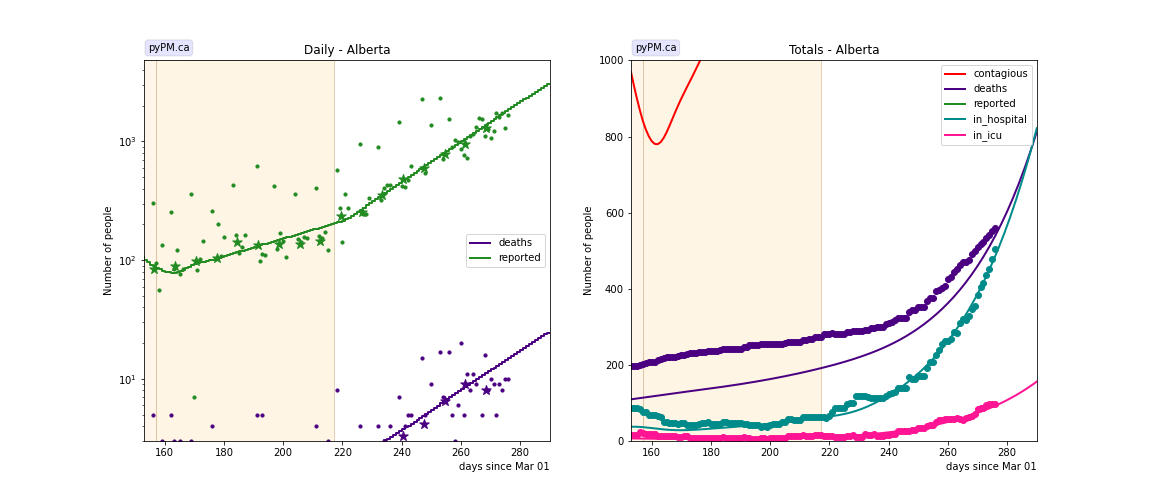 pyPM.ca
Daily - Alberta
Number of people
10³
10²
10¹
deaths
reported
160 180 200 220 240 260 280
days since Mar 01
pyPM.ca
Totals - Alberta
Number of people
1000
800
600
400
200
0
contagious
deaths
reported
in_hospital
in_icu
160 180 200 220 240 260 280
days since Mar 01